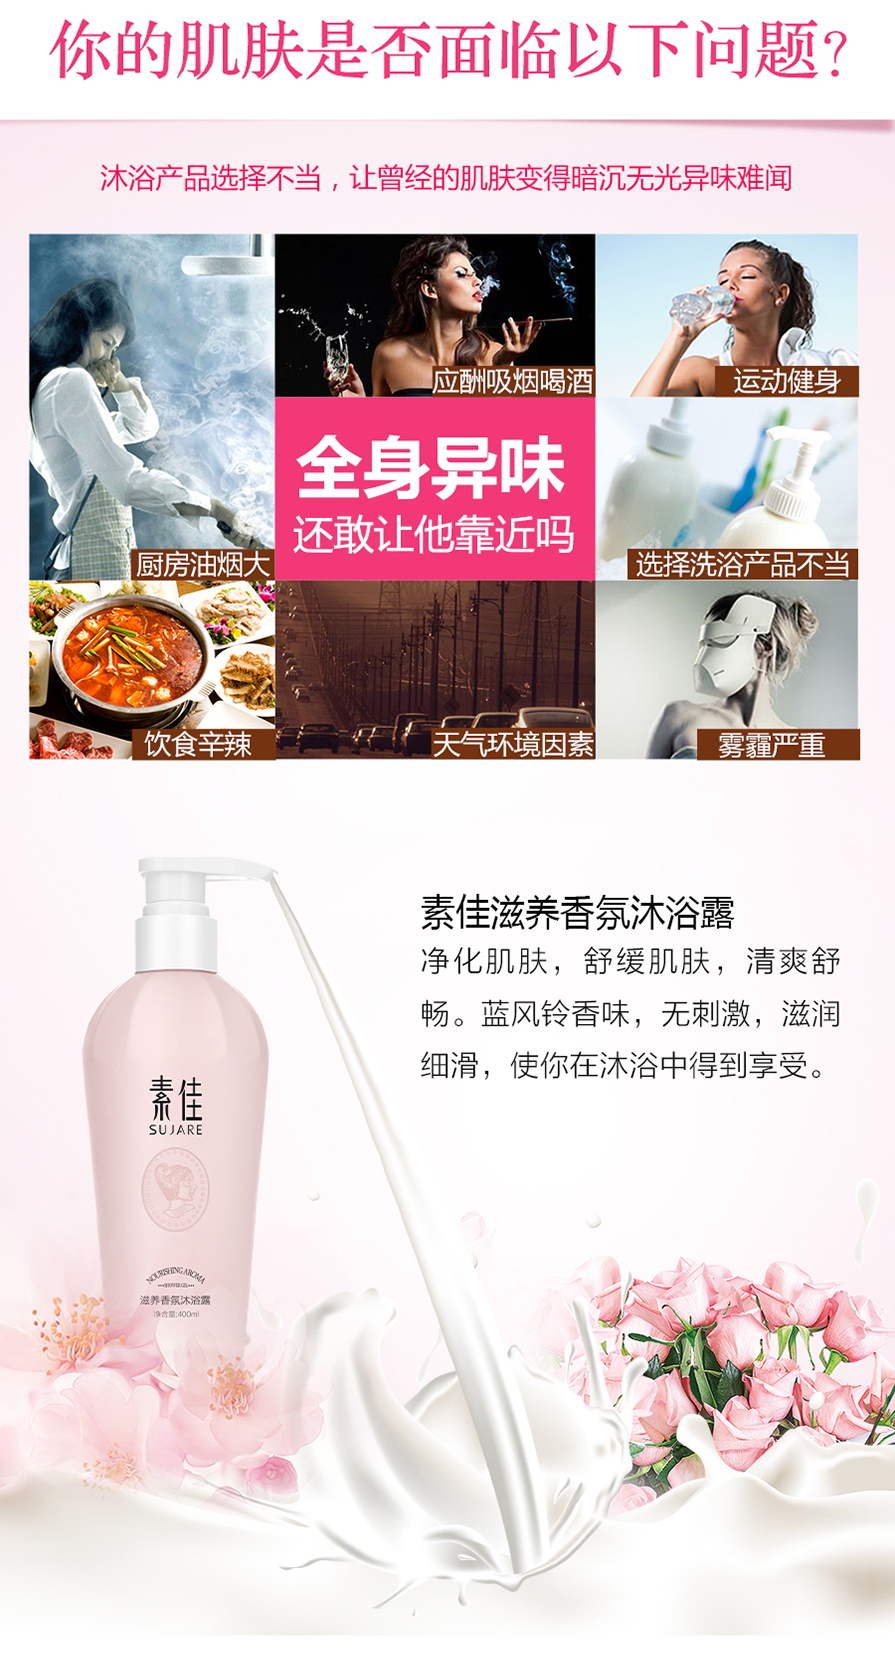 你的肌肤是否面临以下问题？
沐浴产品选择不当，让曾经的肌肤变得暗沉无光异味难闻
应酬吸烟喝酒
运动健身
全身异味
还敢让他靠近吗
厨房油烟大
选择洗浴产品不当
饮食辛辣
天气环境因素
雾霾严重
素佳滋养香氛沐浴露
净化肌肤，舒缓肌肤，清爽舒
畅。蓝风铃香味，无刺激，滋润
细滑，使你在沐浴中得到享受。
素佳
SUJARE
NOURISHING AROMA
SHOWER GEL
滋养香氛沐浴露
净含量:400ml